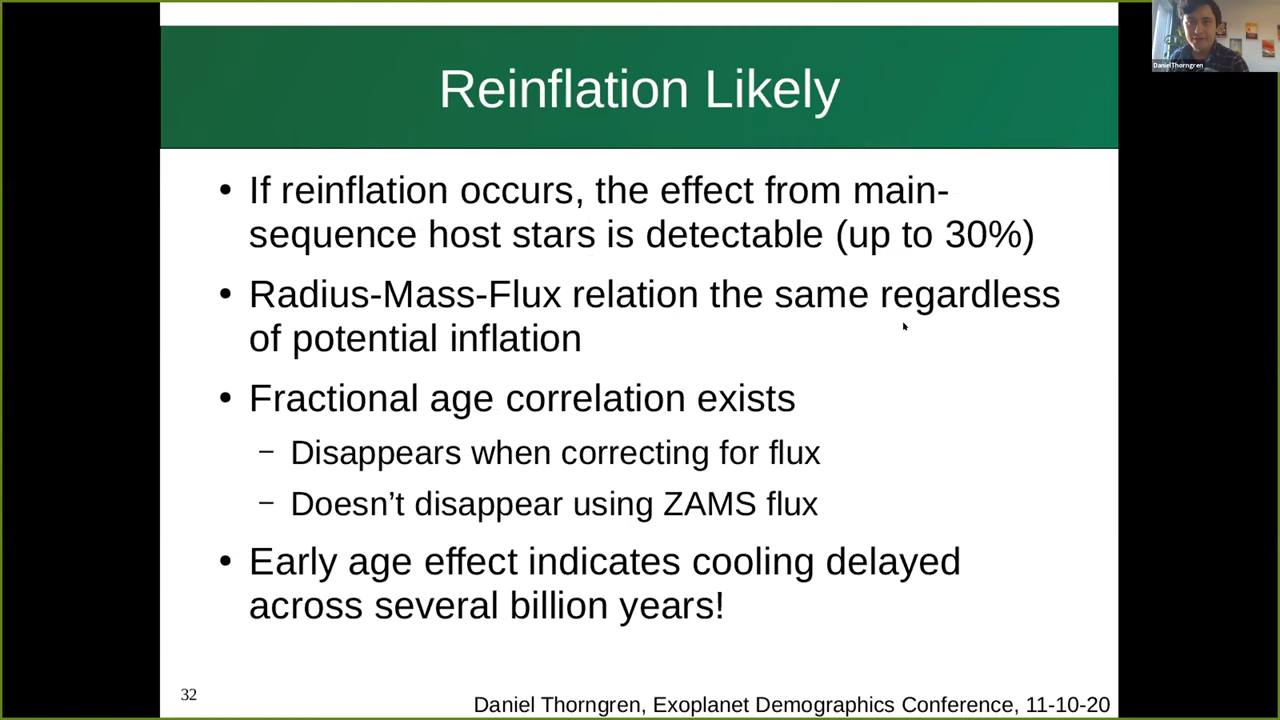 Reinflation Likely
DanielThorngren
• If reinflation occurs, the effect from main-
sequence host stars is detectable (up to 30%)
• Radius-Mass-Flux relation the same regardless
of potential inflation
• Fractional age correlation exists
– Disappears when correcting for flux
– Doesn’t disappear using ZAMS flux
• Early age effect indicates cooling delayed
across several billion years!
32
Daniel Thorngren, Exoplanet Demographics Conference, 11-10-20